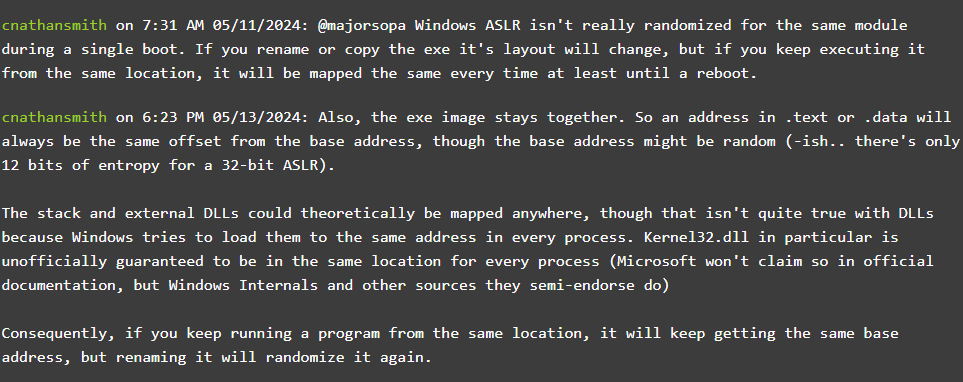 cnathansmith on 7:31 AM 05/11/2024: @majorsopa Windows ASLR isn't really randomized for the same module
during a single boot. If you rename or copy the exe it's layout will change, but if you keep executing it
from the same location, it will be mapped the same every time at least until a reboot.
cnathansmith on 6:23 PM 05/13/2024: Also, the exe image stays together. So an address in .text or .data will
always be the same offset from the base address, though the base address might be random (-ish.. there's only
12 bits of entropy for a 32-bit ASLR).
The stack and external DLLs could theoretically be mapped anywhere, though that isn't quite true with DLLs
because Windows tries to load them to the same address in every process. Kernel32.dll in particular is
unofficially guaranteed to be in the same location for every process (Microsoft won't claim so in official
documentation, but Windows Internals and other sources they semi-endorse do)
Consequently, if you keep running a program from the same location, it will keep getting the same base
address, but renaming it will randomize it again.